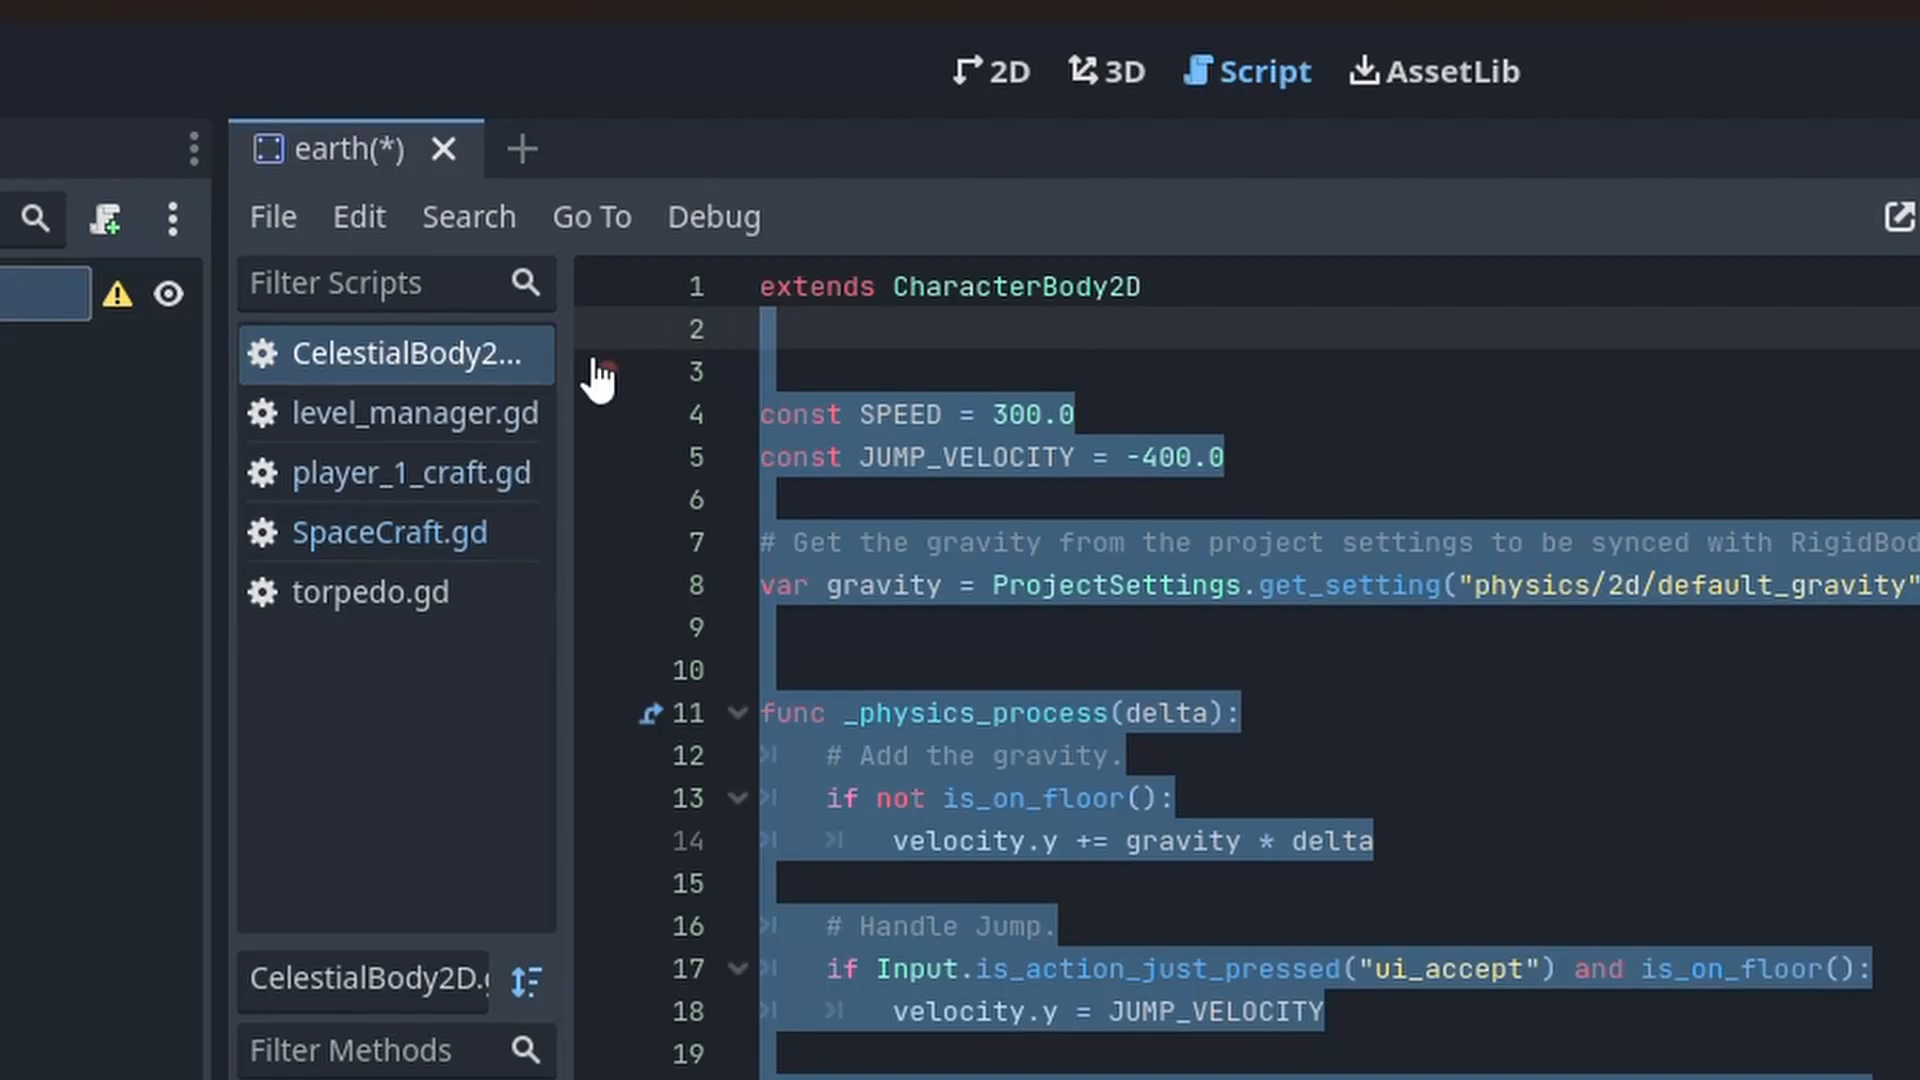 2D 3D Script AssetLib
earth(*)
File Edit Search Go To Debug
Filter Scripts
CelestialBody2...
level_manager.gd
player_1_craft.gd
SpaceCraft.gd
torpedo.gd
CelestialBody2D.
Filter Methods
1 extends CharacterBody2D
2
3
4 const SPEED = 300.0
5 const JUMP_VELOCITY = -400.0
6
7 # Get the gravity from the project settings to be synced with RigidBod
8 var gravity = ProjectSettings.get_setting("physics/2d/default_gravity"
9
10
11 func _physics_process(delta):
12 # Add the gravity.
13 if not is_on_floor():
14 velocity.y += gravity * delta
15
16 # Handle Jump.
17 if Input.is_action_just_pressed("ui_accept") and is_on_floor():
18 velocity.y = JUMP_VELOCITY
19